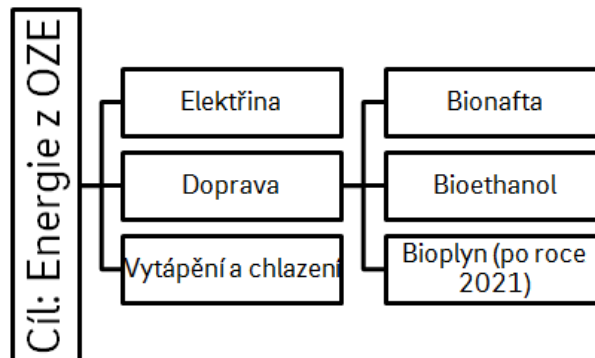 Cíl: Energie z OZE
Elektřina
Doprava
Vytápění a chlazení
Bionafta
Bioethanol
Bioplyn (po roce
2021)